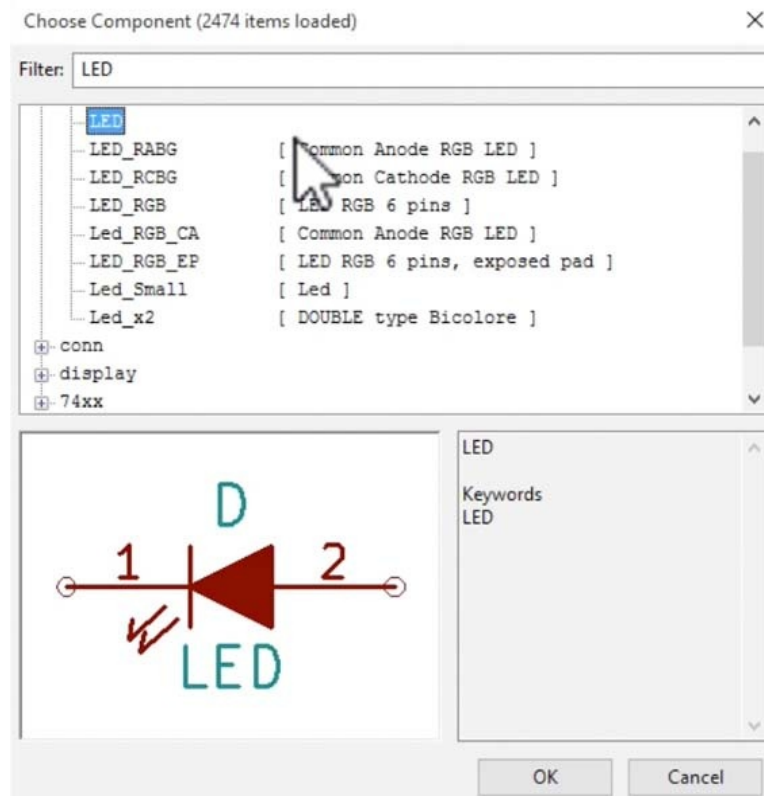 Choose Component (2474 items loaded)
Filter: LED
LED
LED_RABG [ Common Anode RGB LED ]
LED_RCBG [ on Cathode RGB LED ]
LED_RGB [ LED RGB 6 pins ]
Led_RGB_CA [ Common Anode RGB LED ]
LED_RGB_EP [ LED RGB 6 pins, exposed pad ]
Led_Small [ Led ]
Led_x2 [ DOUBLE type Bicolore ]
conn
display
74xx
D
1 2
LED
LED
Keywords
LED
OK Cancel